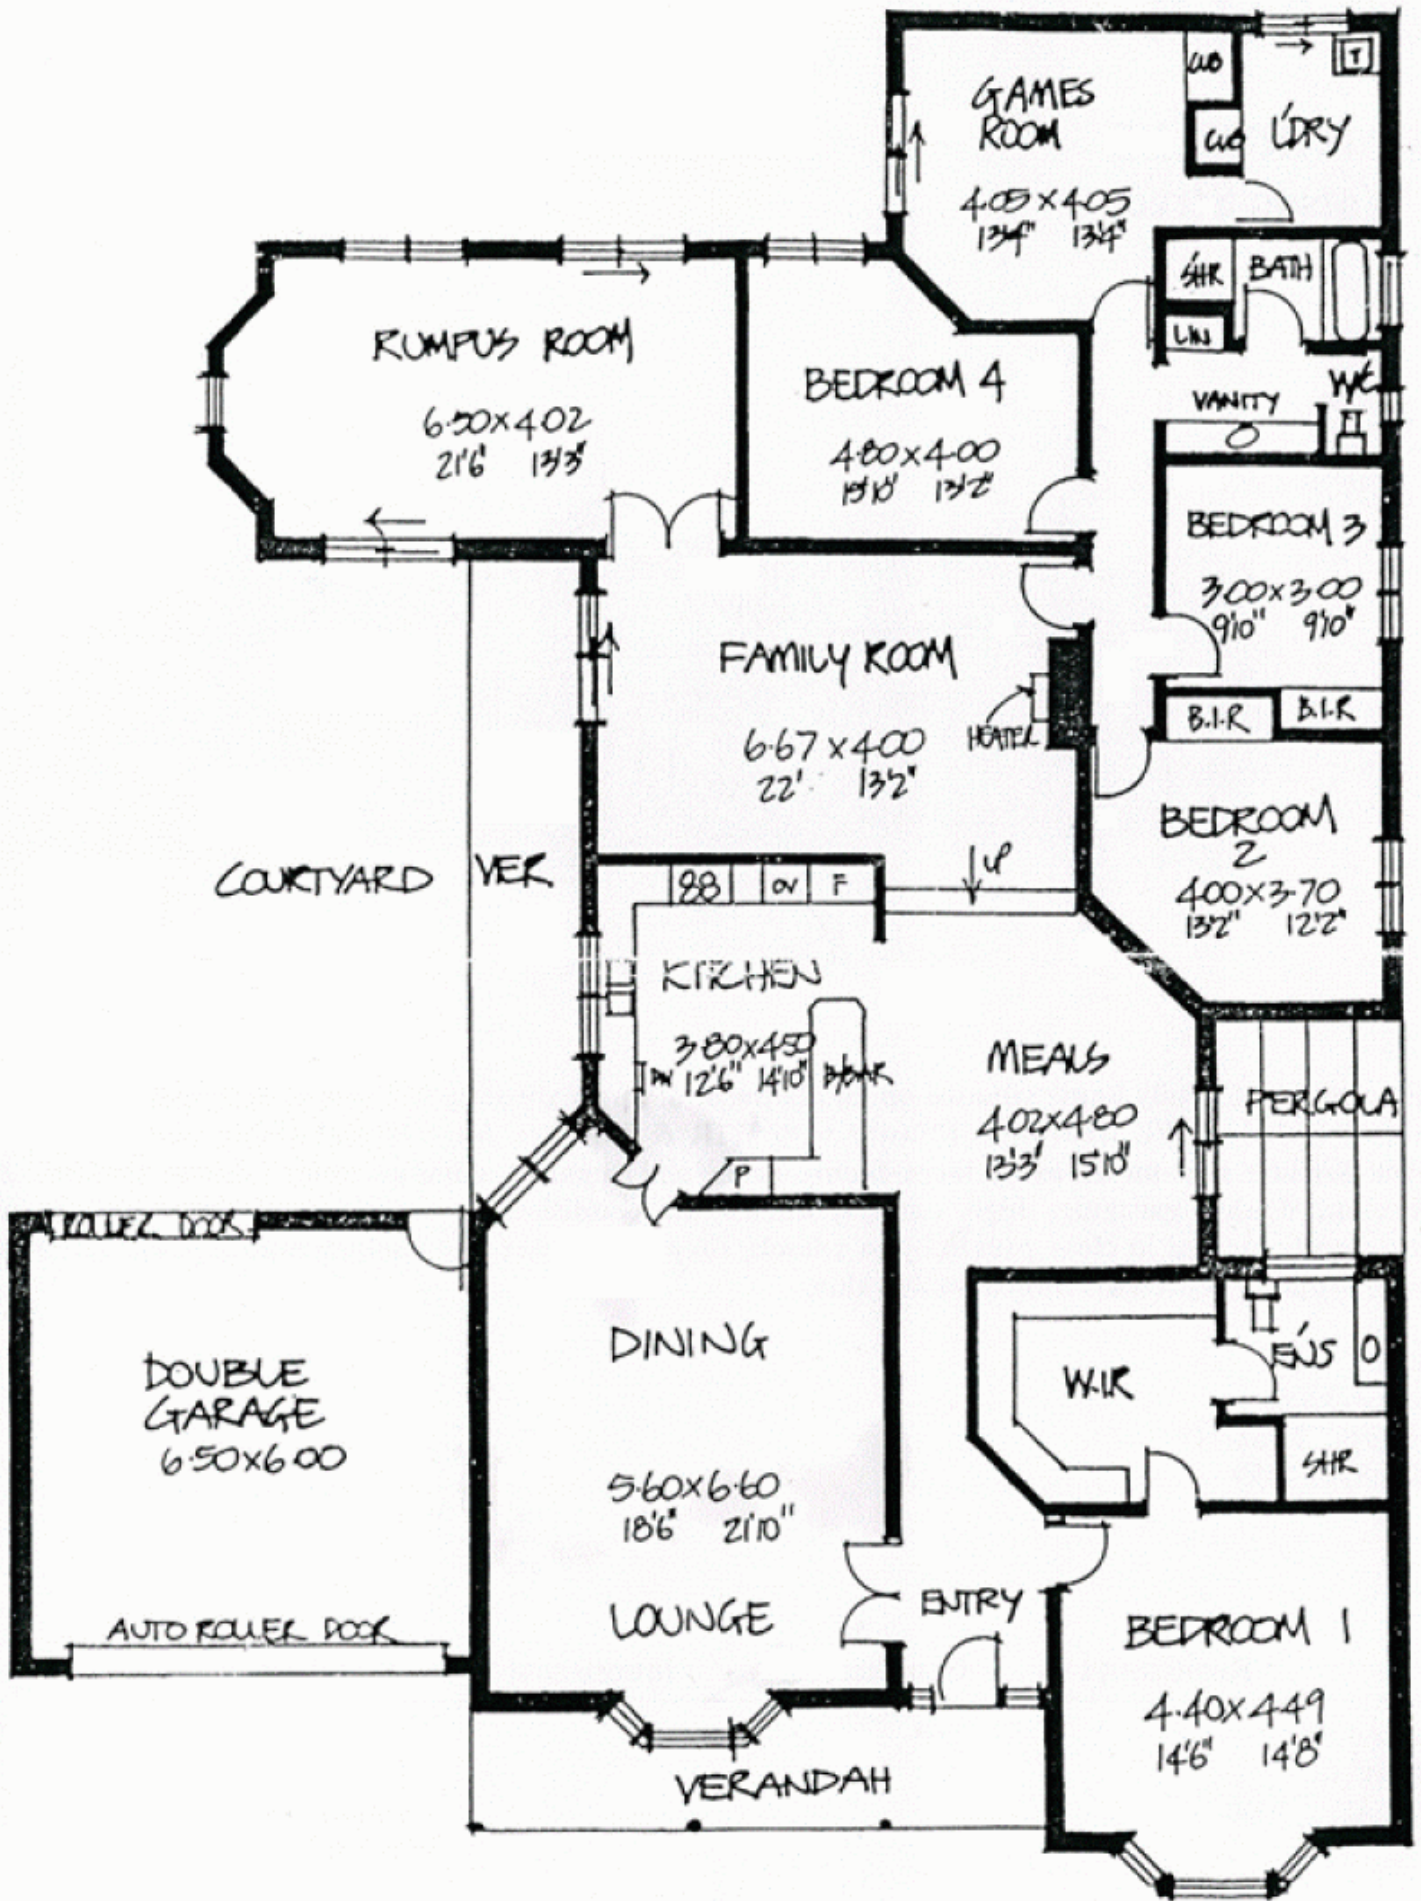 GAMES
ROOM
4.05 x 4.05
13'4" 13'4"
CUB
CUB
L'DRY
T
RUMPUS ROOM
6.50 x 4.02
21'6" 13'3"
BEDROOM 4
4.80 x 4.00
15'10" 13'2"
SHR
BATH
LIN
VANITY
W.C
BEDROOM 3
3.00 x 3.00
9'10" 9'10"
B.I.R
B.I.R
FAMILY ROOM
6.67 x 4.00
22' 13'2"
HEATER
UP
BEDROOM
2
4.00 x 3.70
13'2" 12'2"
COURTYARD
VER
OV
F
KITCHEN
3.80 x 4.50
12'6" 14'10"
DW
B/BAR
P
MEALS
4.02 x 4.80
13'3" 15'10"
PERGOLA
ROLLER DOOR
DOUBLE
GARAGE
6.50 x 6.00
AUTO ROLLER DOOR
DINING
5.60 x 6.60
18'6" 21'10"
LOUNGE
W.I.R
ENS
SHR
ENTRY
BEDROOM 1
4.40 x 4.49
14'6" 14'8"
VERANDAH